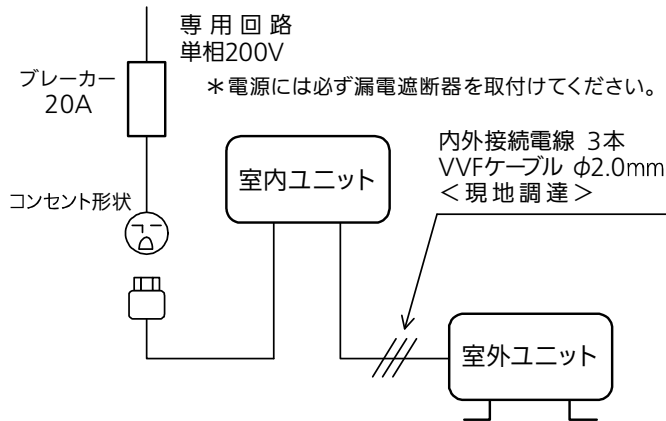 専用回路
単相200V
ブレーカー
20A
＊電源には必ず漏電遮断器を取付けてください。
内外接続電線 3本
VVFケーブル φ2.0mm
＜現地調達＞
室内ユニット
コンセント形状
室外ユニット